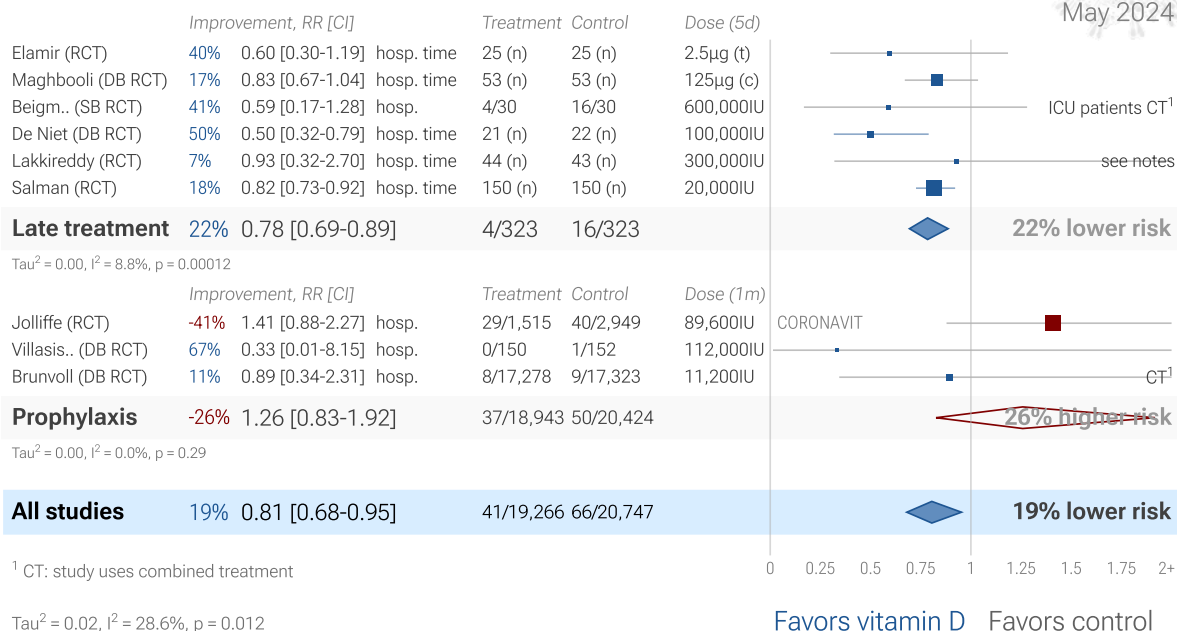 May 2024
Improvement, RR [CI] Treatment Control Dose (5d)
Elamir (RCT) 40% 0.60 [0.30-1.19] hosp. time 25 (n) 25 (n) 2.5µg (t)
Maghbooli (DB RCT) 17% 0.83 [0.67-1.04] hosp. time 53 (n) 53 (n) 125µg (c)
Beigm.. (SB RCT) 41% 0.59 [0.17-1.28] hosp. 4/30 16/30 600,000IU ICU patients CT¹
De Niet (DB RCT) 50% 0.50 [0.32-0.79] hosp. time 21 (n) 22 (n) 100,000IU
Lakkireddy (RCT) 7% 0.93 [0.32-2.70] hosp. time 44 (n) 43 (n) 300,000IU see notes
Salman (RCT) 18% 0.82 [0.73-0.92] hosp. time 150 (n) 150 (n) 20,000IU
Late treatment 22% 0.78 [0.69-0.89] 4/323 16/323 22% lower risk
Tau² = 0.00, I² = 8.8%, p = 0.00012
Improvement, RR [CI] Treatment Control Dose (1m)
Jolliffe (RCT) -41% 1.41 [0.88-2.27] hosp. 29/1,515 40/2,949 89,600IU CORONAVIT
Villasis.. (DB RCT) 67% 0.33 [0.01-8.15] hosp. 0/150 1/152 112,000IU
Brunvoll (DB RCT) 11% 0.89 [0.34-2.31] hosp. 8/17,278 9/17,323 11,200IU CT¹
Prophylaxis -26% 1.26 [0.83-1.92] 37/18,943 50/20,424 26% higher risk
Tau² = 0.00, I² = 0.0%, p = 0.29
All studies 19% 0.81 [0.68-0.95] 41/19,266 66/20,747 19% lower risk
0 0.25 0.5 0.75 1 1.25 1.5 1.75 2+
¹ CT: study uses combined treatment
Tau² = 0.02, I² = 28.6%, p = 0.012
Favors vitamin D Favors control